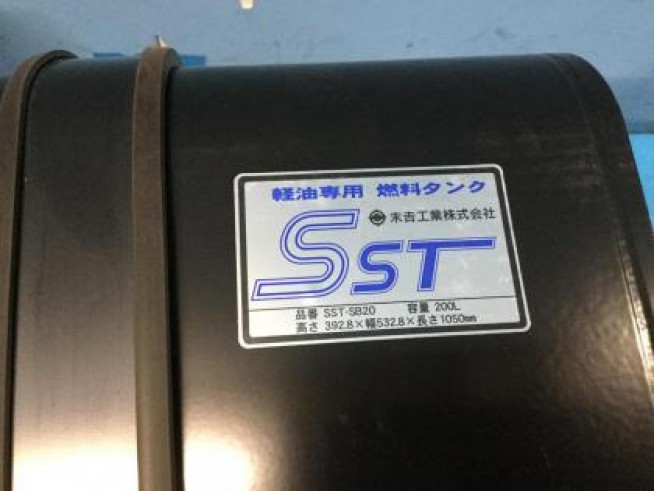 軽油専用 燃料タンク
末吉工業株式会社
SST
品番 SST-SB20 容量 200L
高さ 392.8×幅532.8×長さ1050mm